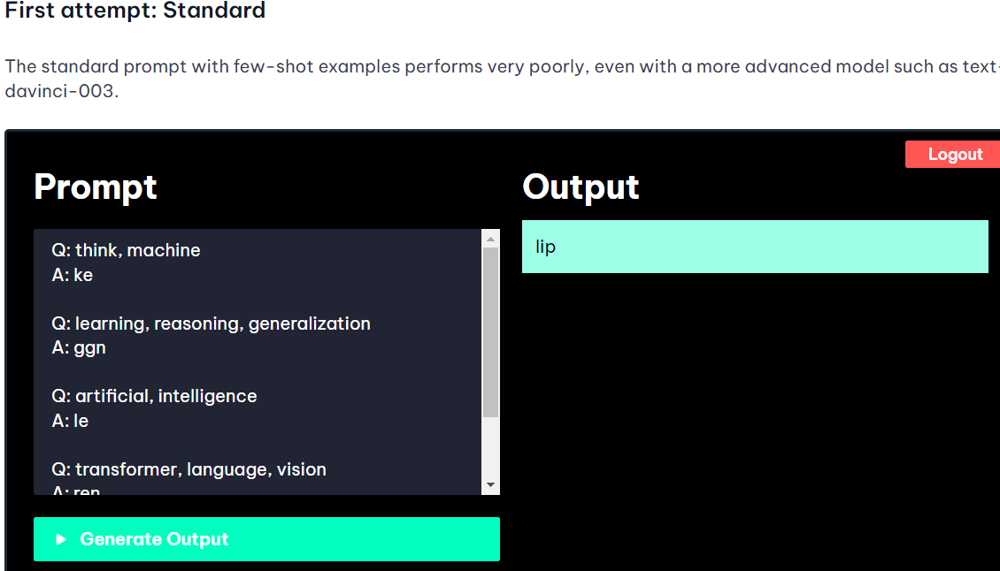 First attempt: Standard
The standard prompt with few-shot examples performs very poorly, even with a more advanced model such as text-
davinci-003.
Logout
Prompt
Output
Q: think, machine
A: ke
Q: learning, reasoning, generalization
A: ggn
Q: artificial, intelligence
A: le
Q: transformer, language, vision
A: ren
lip
Generate Output